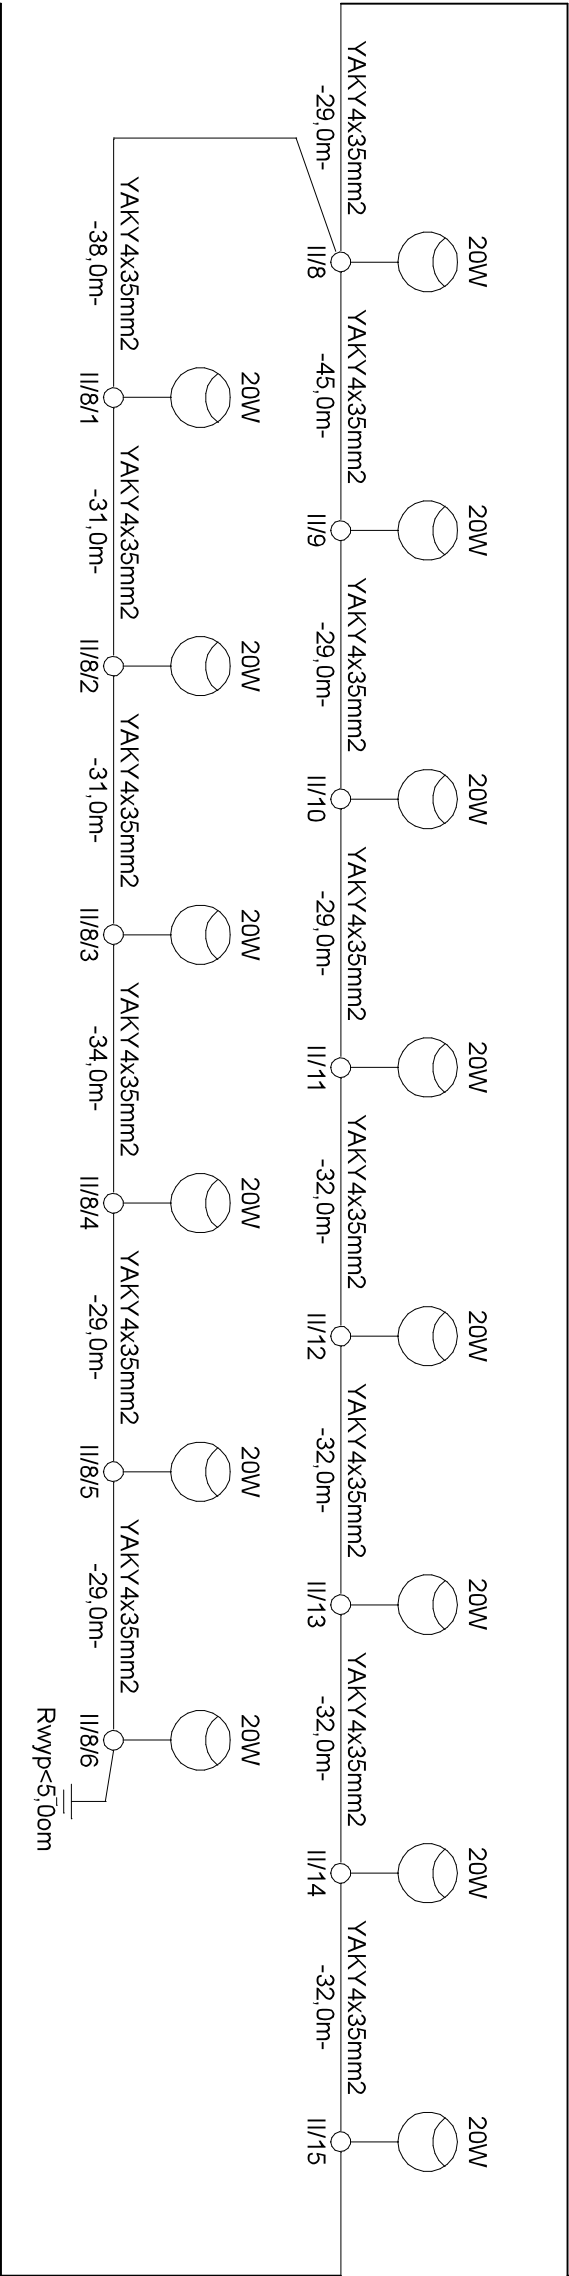 20W
20W
20W
20W
20W
20W
20W
20W
YAKY4x35mm2
-29,0m-
II/8
YAKY4x35mm2
-45,0m-
II/9
YAKY4x35mm2
-29,0m-
II/10
YAKY4x35mm2
-29,0m-
II/11
YAKY4x35mm2
-32,0m-
II/12
YAKY4x35mm2
-32,0m-
II/13
YAKY4x35mm2
-32,0m-
II/14
YAKY4x35mm2
-32,0m-
II/15
20W
20W
20W
20W
20W
20W
YAKY4x35mm2
-38,0m-
II/8/1
YAKY4x35mm2
-31,0m-
II/8/2
YAKY4x35mm2
-31,0m-
II/8/3
YAKY4x35mm2
-34,0m-
II/8/4
YAKY4x35mm2
-29,0m-
II/8/5
YAKY4x35mm2
-29,0m-
II/8/6
Rwyp<5,0om